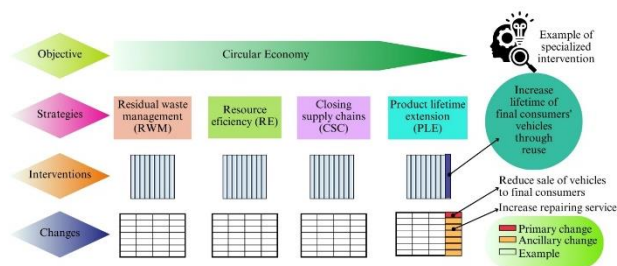 Objective
Circular Economy
Example of
specialized
intervention
Strategies
Residual waste
management
(RWM)
Resource
eficiency (RE)
Closing
supply chains
(CSC)
Product lifetime
extension
(PLE)
Increase
lifetime of
final consumers'
vehicles
through
reuse
Interventions
Reduce sale of vehicles
to final consumers
Increase repairing service
Changes
Primary change
Ancillary change
Example